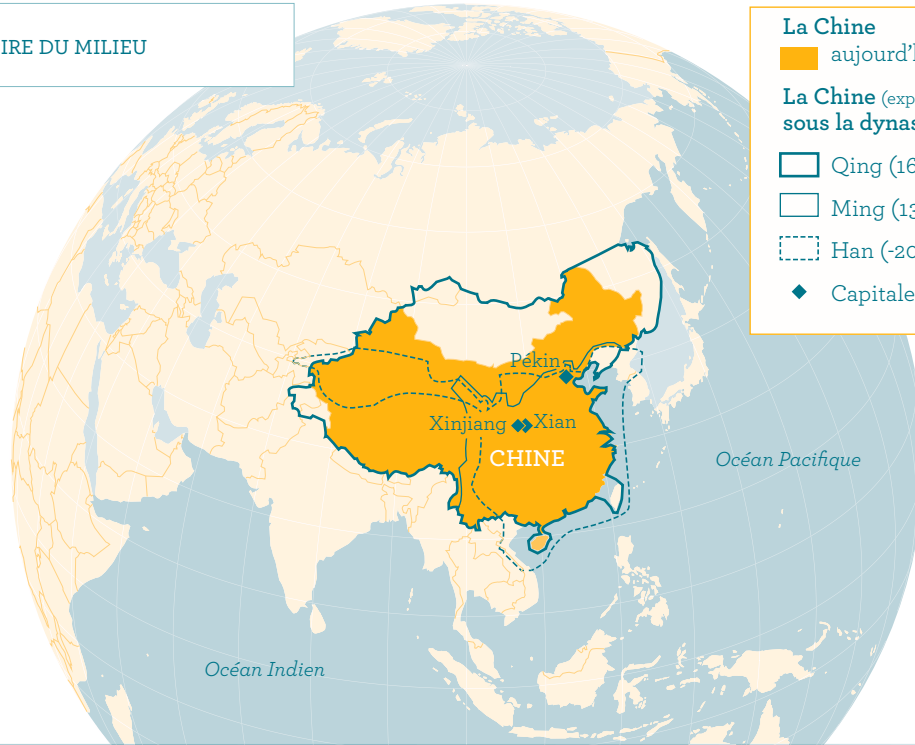 IRE DU MILIEU
La Chine
aujourd'h
La Chine (exp
sous la dynas
Qing (16
Ming (13
Han (-20
Capitale
Pékin
Xinjiang
Xian
CHINE
Océan Pacifique
Océan Indien